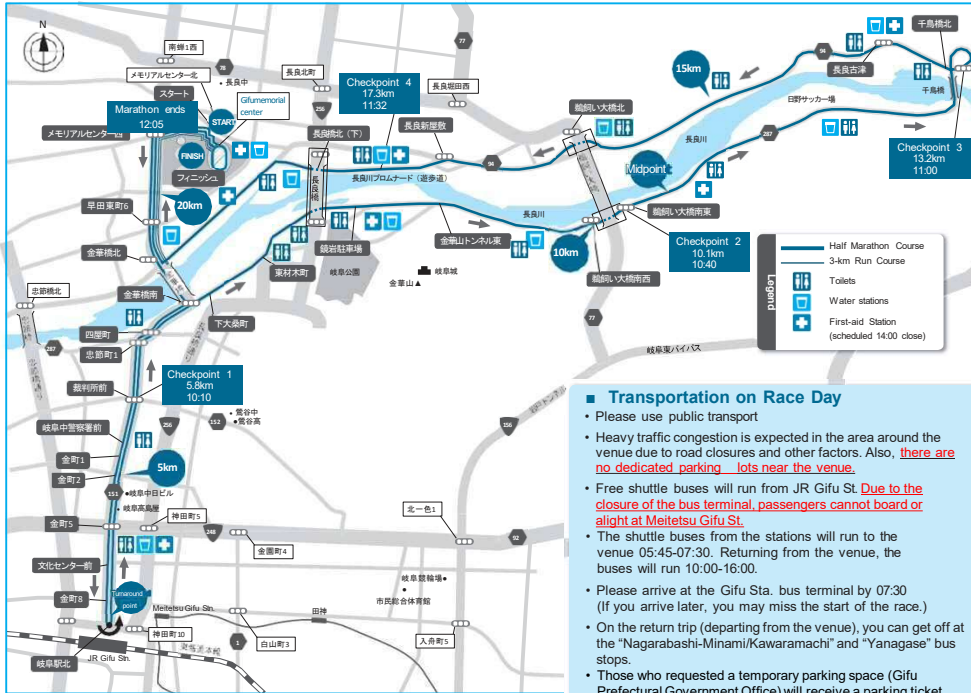 N
南蝉1西
78
長良中
メモリアルセンター北
スタート
Marathon ends
12:05
START
Gifumemorial
center
メモリアルセンター西
FINISH
フィニッシュ
20km
早田東町6
金華橋北
忠節橋北
金華橋南
四屋町
287
忠節町1
下大桑町
裁判所前
Checkpoint 1
5.8km
10:10
256
152
鶯谷中
鶯谷高
岐阜中警察署前
金町1
金町2
5km
151
岐阜中日ビル
岐阜高島屋
金町5
神田町5
248
金園町4
文化センター前
金町8
Turnaround
point
Meitetsu Gifu Stn.
田神
神田町10
1
白山町3
岐阜駅北
JR Gifu Stn.
東海道本線
入舟町5
岐阜競輪場
市民総合体育館
北一色1
92
156
長良北町
256
Checkpoint 4
17.3km
11:32
長良橋北（下）
長良新屋敷
長良堀田西
77
94
長良川プロムナード（遊歩道）
長良橋
鏡岩駐車場
東材木町
岐阜公園
岐阜城
金華山
金華山トンネル東
長良川
10km
鵜飼い大橋北
鵜飼い大橋南西
鵜飼い大橋南東
Checkpoint 2
10.1km
10:40
77
岐阜東バイパス
Midpoint
15km
94
長良古津
千鳥橋北
千鳥橋
日野サッカー場
長良川
287
Checkpoint 3
13.2km
11:00
Legend
Half Marathon Course
3-km Run Course
Toilets
Water stations
First-aid Station
(scheduled 14:00 close)
■ Transportation on Race Day
• Please use public transport
• Heavy traffic congestion is expected in the area around the
venue due to road closures and other factors. Also, there are
no dedicated parking lots near the venue.
• Free shuttle buses will run from JR Gifu St. Due to the
closure of the bus terminal, passengers cannot board or
alight at Meitetsu Gifu St.
• The shuttle buses from the stations will run to the
venue 05:45-07:30. Returning from the venue, the
buses will run 10:00-16:00.
• Please arrive at the Gifu Sta. bus terminal by 07:30
(If you arrive later, you may miss the start of the race.)
• On the return trip (departing from the venue), you can get off at
the “Nagarabashi-Minami/Kawaramachi” and “Yanagase” bus
stops.
• Those who requested a temporary parking space (Gifu
Prefectural Government Office) will receive a parking ticket